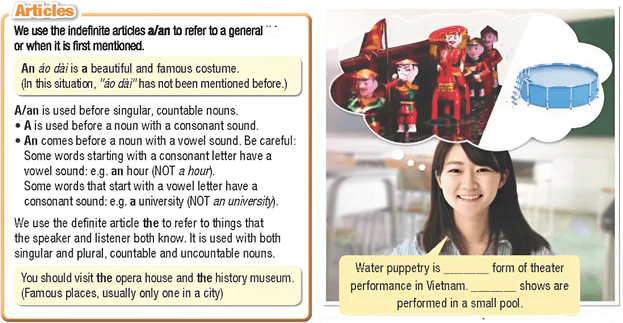 Articles
We use the indefinite articles a/an to refer to a general
or when it is first mentioned.
An áo dài is a beautiful and famous costume.
(In this situation, "áo dài" has not been mentioned before.)
A/an is used before singular, countable nouns.
• A is used before a noun with a consonant sound.
• An comes before a noun with a vowel sound. Be careful:
Some words starting with a consonant letter have a
vowel sound: e.g. an hour (NOT a hour).
Some words that start with a vowel letter have a
consonant sound: e.g. a university (NOT an university).
We use the definite article the to refer to things that
the speaker and listener both know. It is used with both
singular and plural, countable and uncountable nouns.
You should visit the opera house and the history museum.
(Famous places, usually only one in a city)
Water puppetry is ________ form of theater
performance in Vietnam. ________ shows are
performed in a small pool.